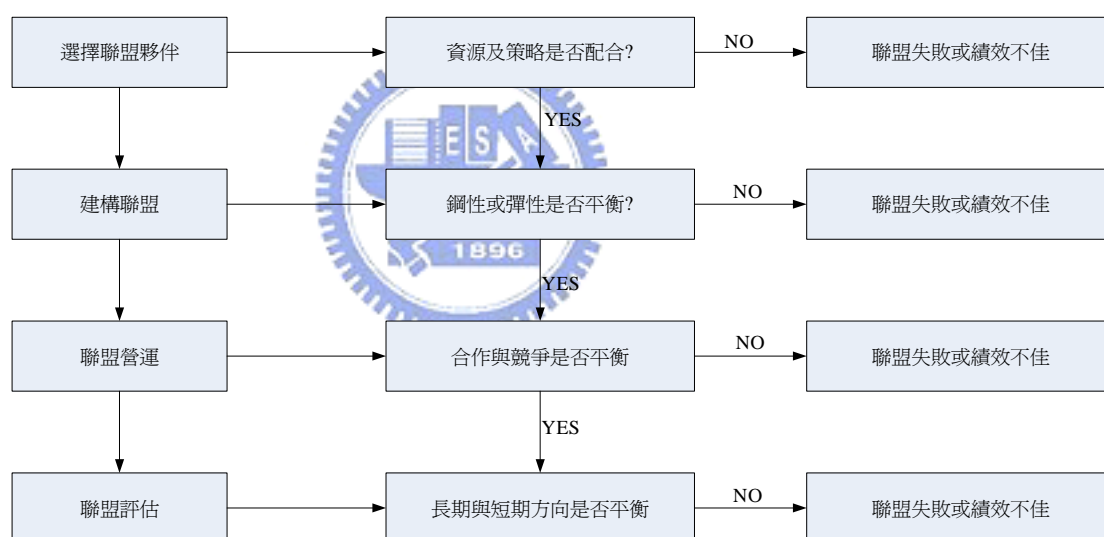 選擇聯盟夥伴
資源及策略是否配合?
NO
聯盟失敗或績效不佳
YES
ESA
建構聯盟
鋼性或彈性是否平衡?
NO
聯盟失敗或績效不佳
1896
YES
聯盟營運
合作與競爭是否平衡
NO
聯盟失敗或績效不佳
YES
聯盟評估
長期與短期方向是否平衡
NO
聯盟失敗或績效不佳